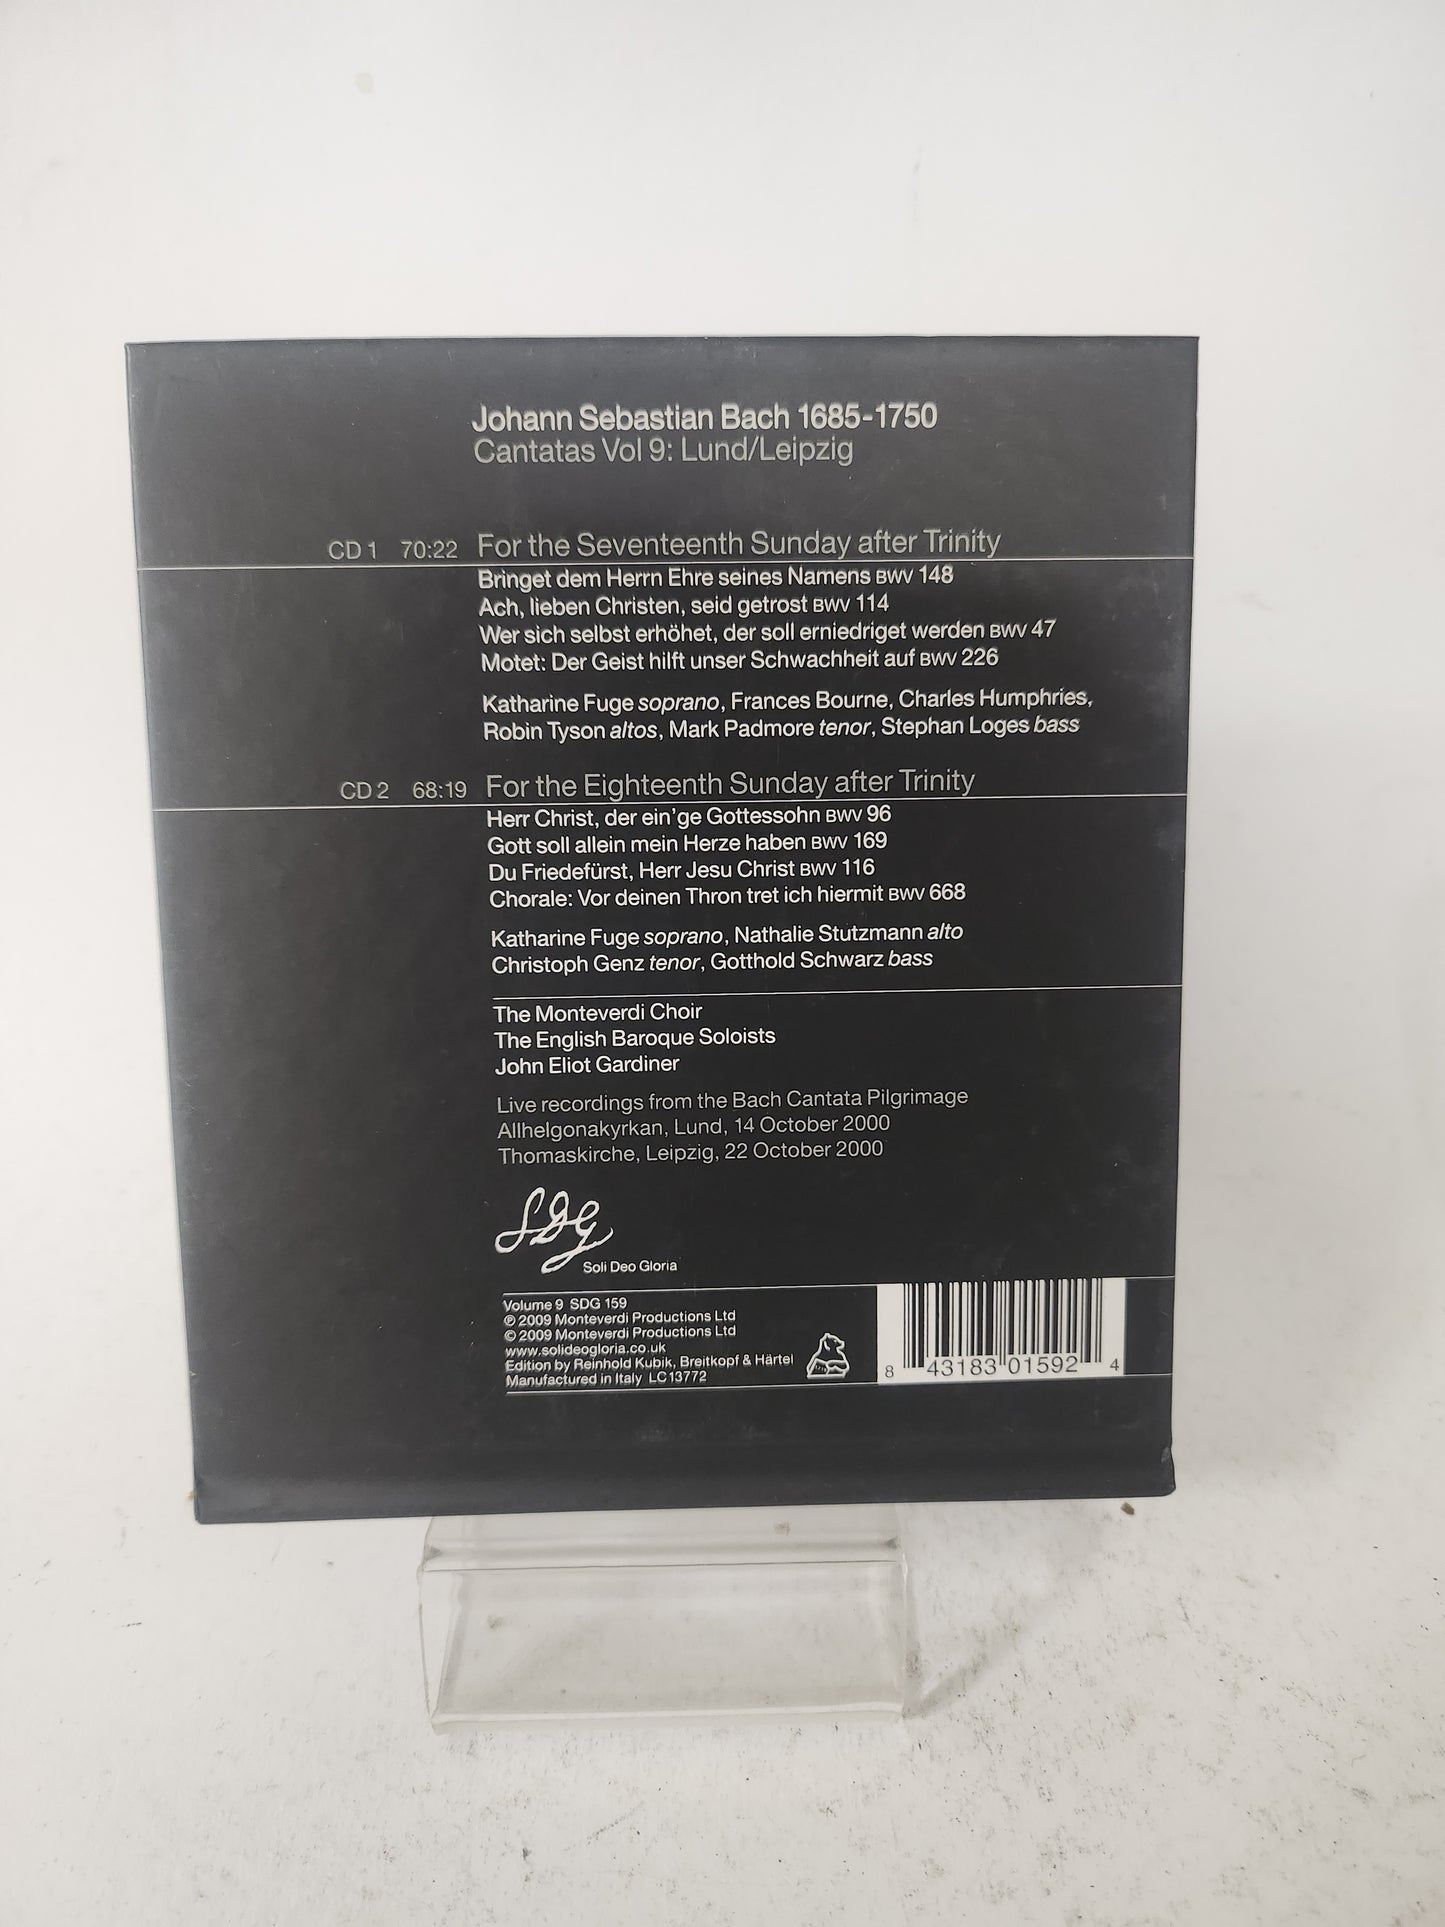 Johann Sebastian Bach 1685-1750
Cantatas Vol 9: Lund/Leipzig
CD 1 70:22 For the Seventeenth Sunday after Trinity
Bringet dem Herrn Ehre seines Namens BWV 148
Ach, lieben Christen, seid getrost BWV 114
Wer sich selbst erhöhet, der soll erniedriget werden BWV 47
Motet: Der Geist hilft unser Schwachheit auf BWV 226
Katharine Fuge soprano, Frances Bourne, Charles Humphries,
Robin Tyson altos, Mark Padmore tenor, Stephan Loges bass
CD 2 68:19 For the Eighteenth Sunday after Trinity
Herr Christ, der ein'ge Gottessohn BWV 96
Gott soll allein mein Herze haben BWV 169
Du Friedefürst, Herr Jesu Christ BWV 116
Chorale: Vor deinen Thron tret ich hiermit BWV 668
Katharine Fuge soprano, Nathalie Stutzmann alto
Christoph Genz tenor, Gotthold Schwarz bass
The Monteverdi Choir
The English Baroque Soloists
John Eliot Gardiner
Live recordings from the Bach Cantata Pilgrimage
Allhelgonakyrkan, Lund, 14 October 2000
Thomaskirche, Leipzig, 22 October 2000
SDG
Soli Deo Gloria
Volume 9 SDG 159
℗ 2009 Monteverdi Productions Ltd
© 2009 Monteverdi Productions Ltd
www.solideogloria.co.uk
Edition by Reinhold Kubik, Breitkopf & Härtel
Manufactured in Italy LC13772
8 43183 01592 4